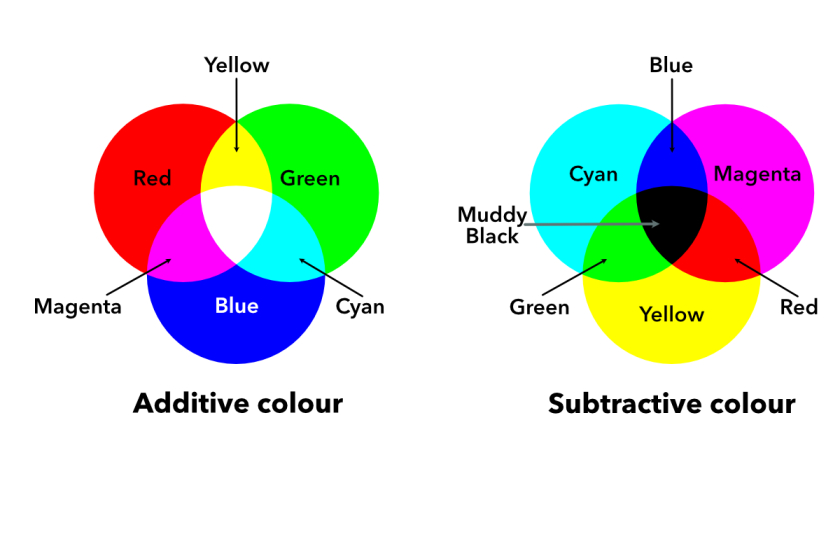 Yellow
Red
Green
Magenta
Blue
Cyan
Additive colour
Blue
Cyan
Magenta
Muddy
Black
Green
Yellow
Red
Subtractive colour